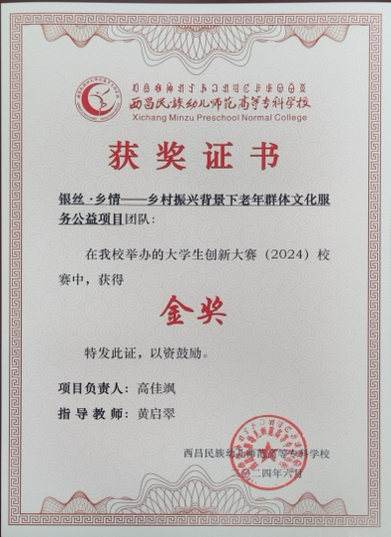 西昌民族幼儿师范高等专科学校
Xichang Minzu Preschool Normal College
获奖证书
银丝·乡情——乡村振兴背景下老年群体文化服
务公益项目团队:
在我校举办的大学生创新大赛（2024）校
赛中，获得
金奖
特发此证，以资鼓励。
项目负责人：高佳飒
指导教师：黄启翠
西昌民族幼儿师范高等专科学校
二四年六月